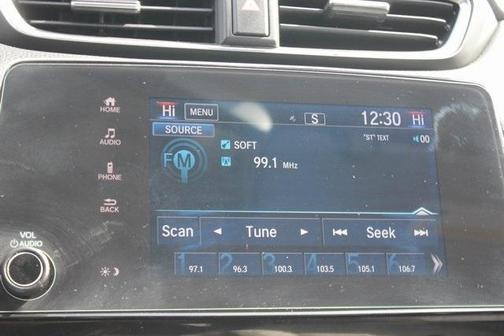 HOME
AUDIO
PHONE
BACK
VOL
AUDIO
Hi MENU S 12:30 Hi
SOURCE "ST" TEXT 00
FM SOFT
99.1 MHz
Scan Tune Seek
1 2 3 4 5 6
97.1 96.3 100.3 103.5 105.1 106.7